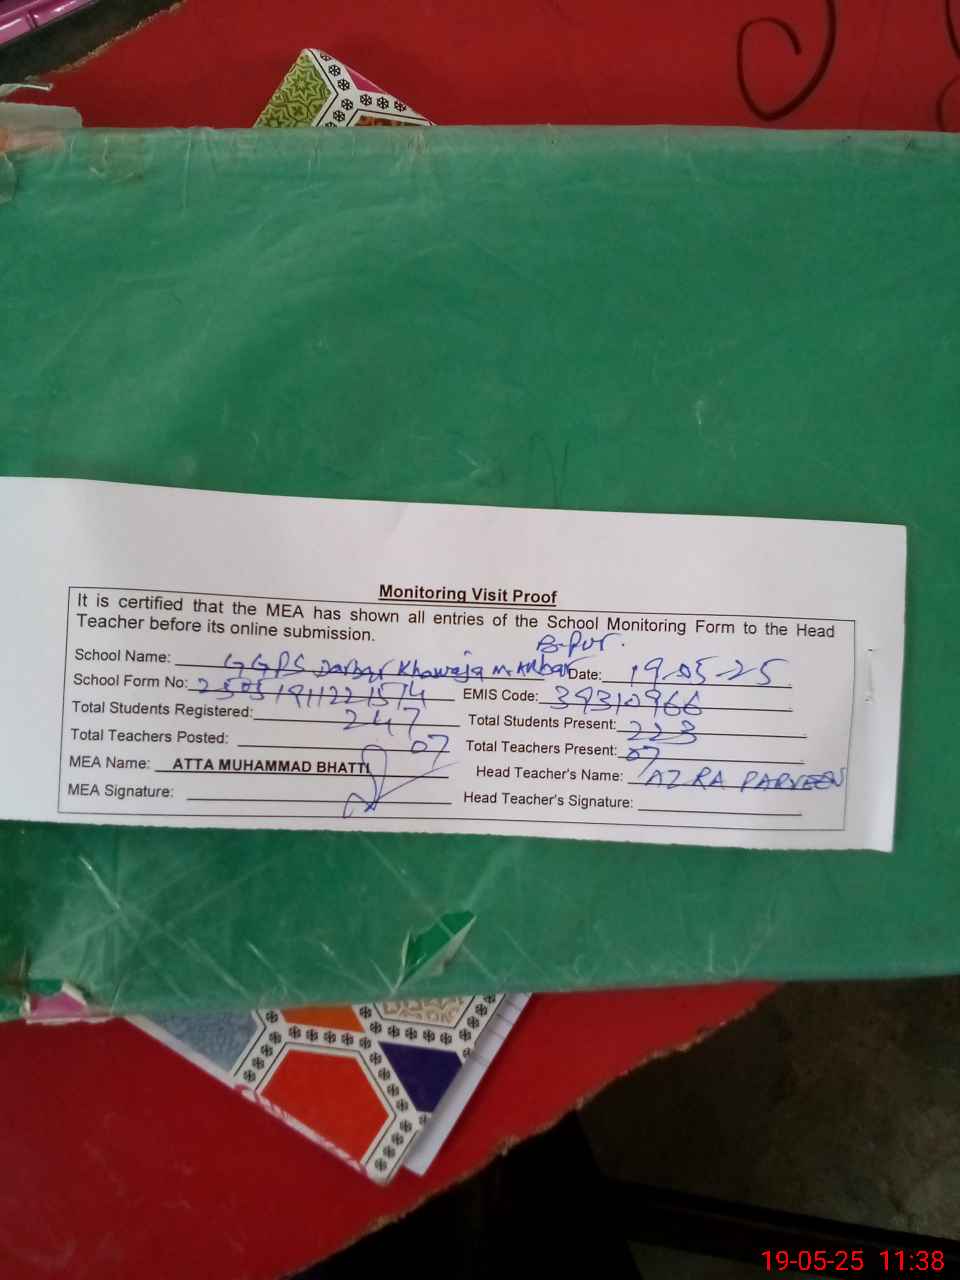 Monitoring Visit Proof
It is certified that the MEA has shown all entries of the School Monitoring Form to the Head
Teacher before its online submission.
B-Pur.
School Name: GGPS Darbar Khawaja M. Akbar Date: 19-05-25
School Form No: 25051911221574 EMIS Code: 39310966
Total Students Registered: 247 Total Students Present: 223
Total Teachers Posted: 07 Total Teachers Present: 07
MEA Name: ATTA MUHAMMAD BHATTI Head Teacher's Name: AZRA PARVEEN
MEA Signature: Head Teacher's Signature:
19-05-25 11:38